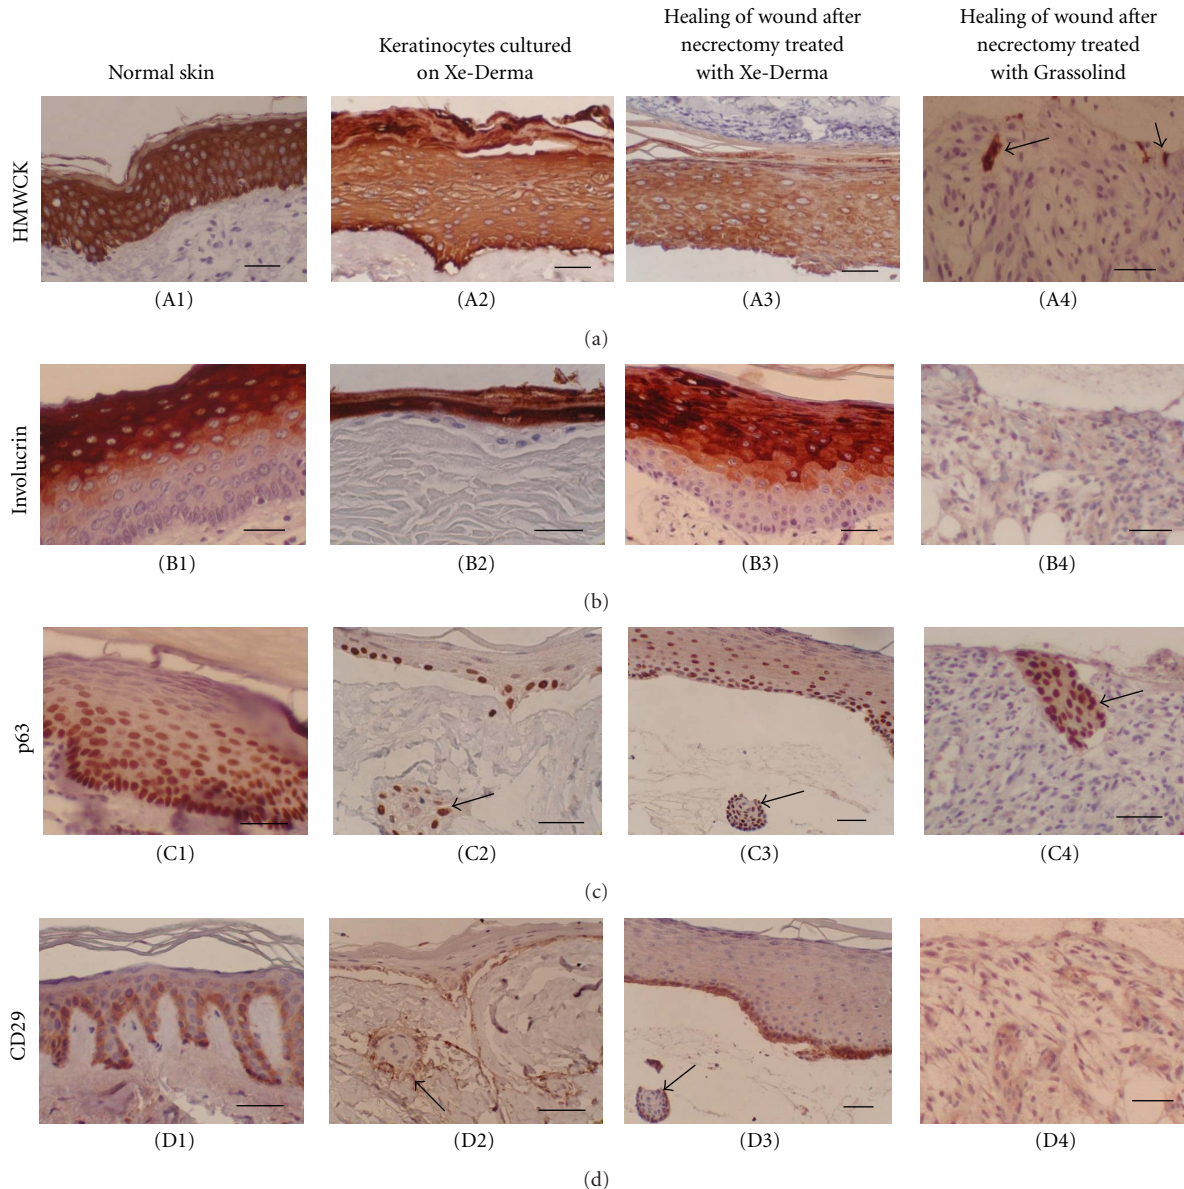 Normal skin
Keratinocytes cultured
on Xe-Derma
Healing of wound after
necrectomy treated
with Xe-Derma
Healing of wound after
necrectomy treated
with Grassolind
HMWCK
(A1)
(A2)
(A3)
(A4)
(a)
Involucrin
(B1)
(B2)
(B3)
(B4)
(b)
p63
(C1)
(C2)
(C3)
(C4)
(c)
CD29
(D1)
(D2)
(D3)
(D4)
(d)